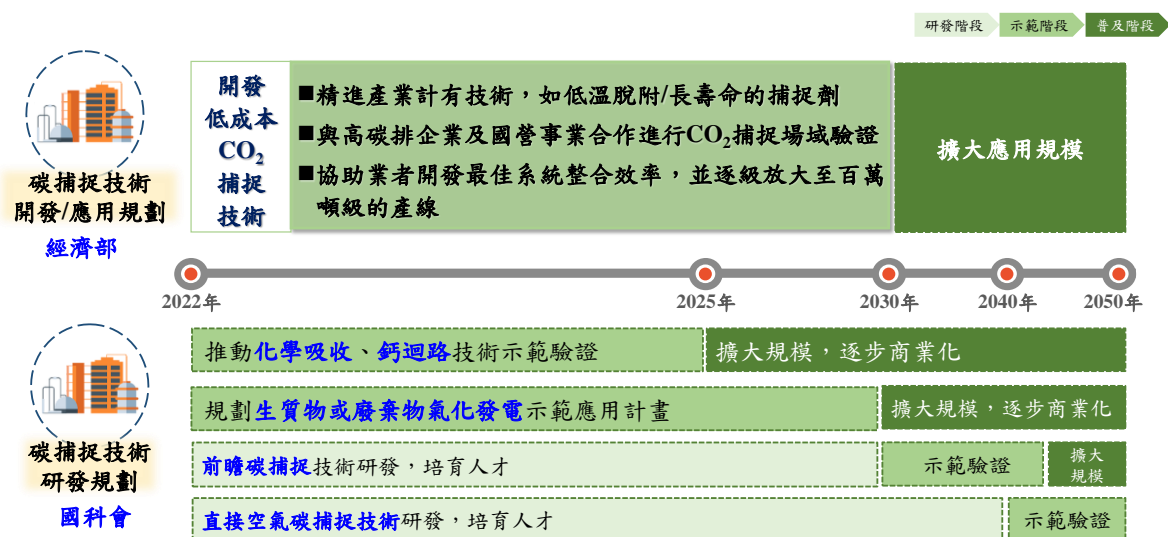 研發階段
示範階段
普及階段
開發
低成本
CO2
捕捉
技術
■精進產業計有技術，如低溫脫附/長壽命的捕捉劑
■與高碳排企業及國營事業合作進行CO2捕捉場域驗證
■協助業者開發最佳系統整合效率，並逐級放大至百萬
噸級的產線
擴大應用規模
碳捕捉技術
開發/應用規劃
經濟部
2022年
2025年
2030年
2040年
2050年
推動化學吸收、鈣迴路技術示範驗證
擴大規模，逐步商業化
規劃生質物或廢棄物氣化發電示範應用計畫
擴大規模，逐步商業化
碳捕捉技術
研發規劃
國科會
前瞻碳捕捉技術研發，培育人才
示範驗證
擴大
規模
直接空氣碳捕捉技術研發，培育人才
示範驗證